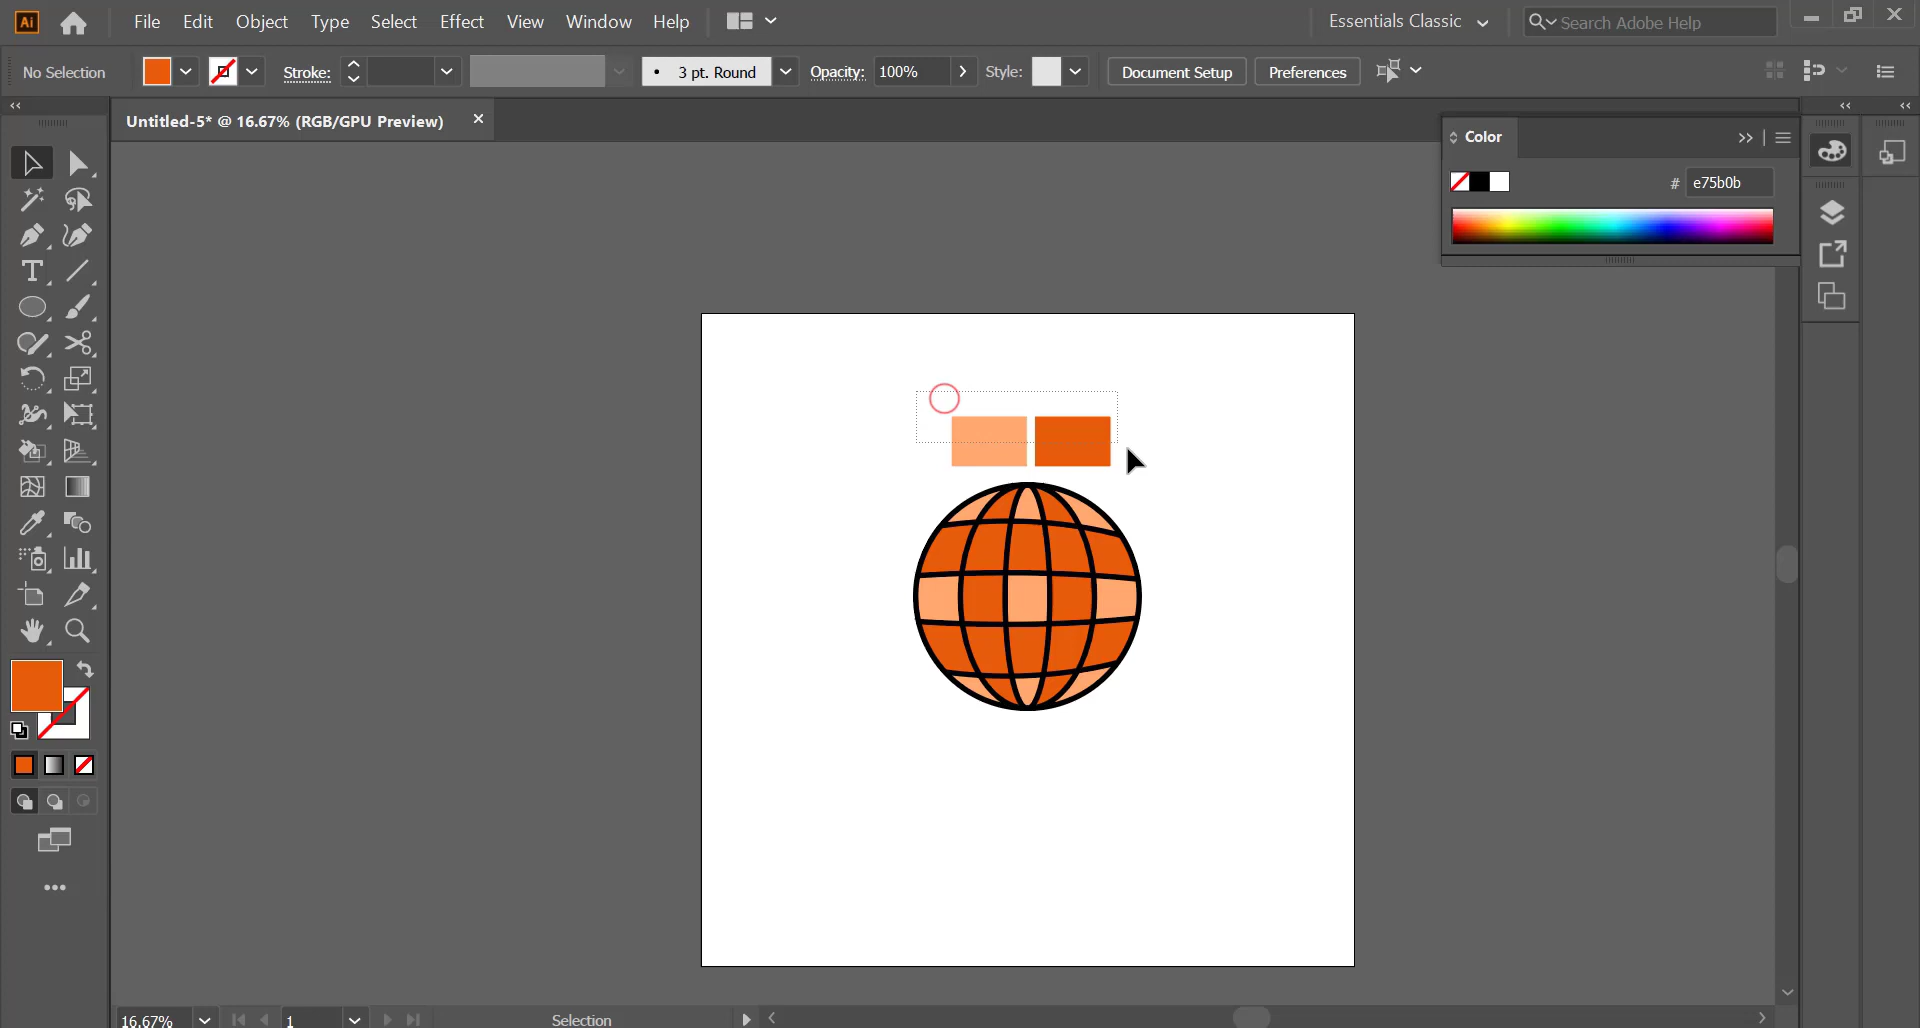 Ai File Edit Object Type Select Effect View Window Help Essentials Classic Search Adobe Help
No Selection Stroke: 3 pt. Round Opacity: 100% Style: Document Setup Preferences
Untitled-5* @ 16.67% (RGB/GPU Preview)
Color
# e75b0b
16.67% 1 Selection